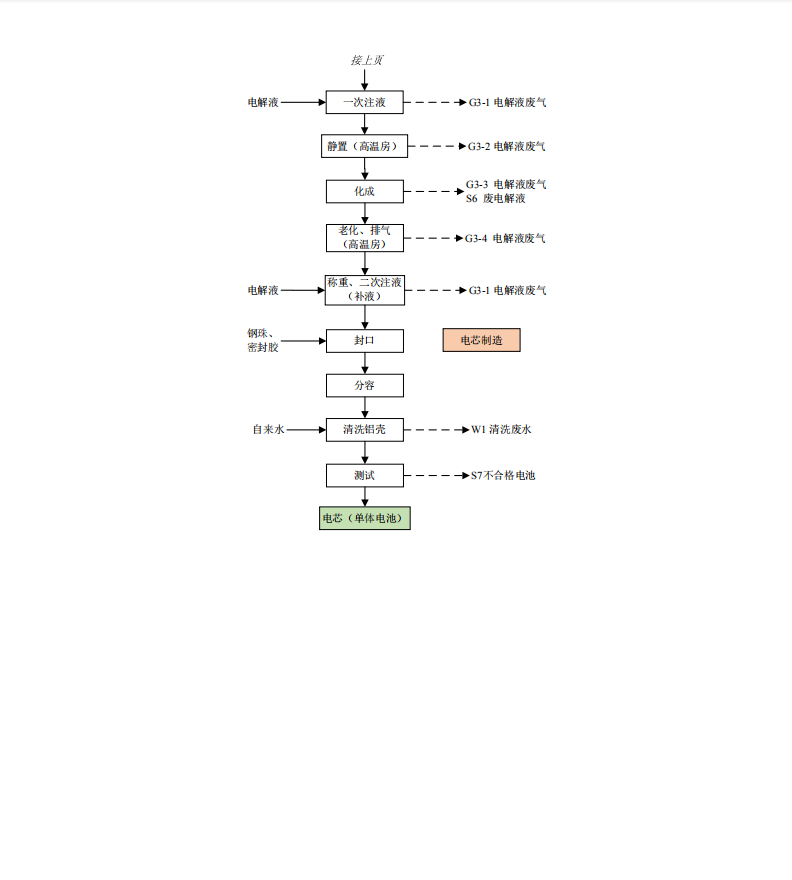 接上页
电解液
一次注液
G3-1 电解液废气
静置（高温房）
G3-2 电解液废气
化成
G3-3 电解液废气
S6 废电解液
老化、排气
（高温房）
G3-4 电解液废气
电解液
称重、二次注液
（补液）
G3-1 电解液废气
钢珠、
密封胶
封口
电芯制造
分容
自来水
清洗铝壳
W1 清洗废水
测试
S7不合格电池
电芯（单体电池）